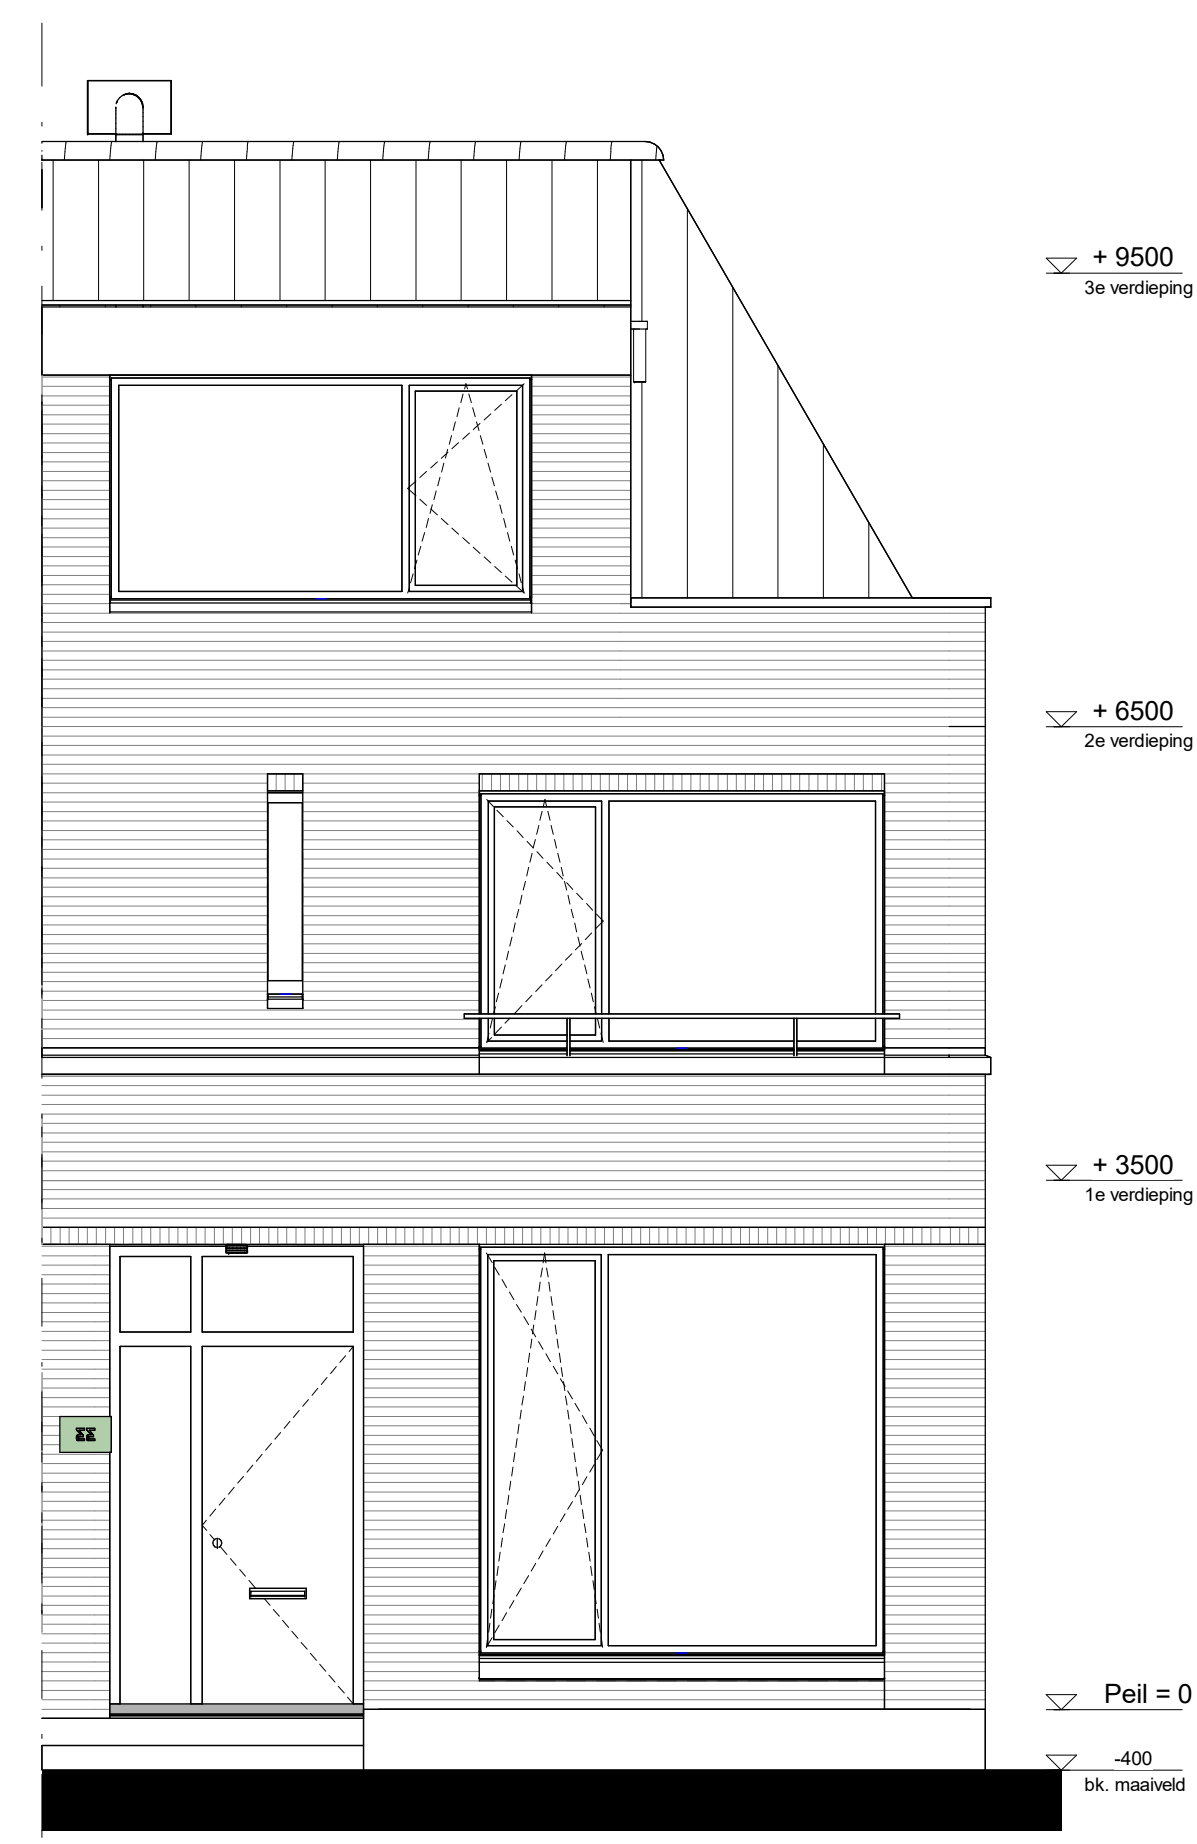 + 9500
3e verdieping
+ 6500
2e verdieping
+ 3500
1e verdieping
Peil = 0
-400
bk. maaiveld